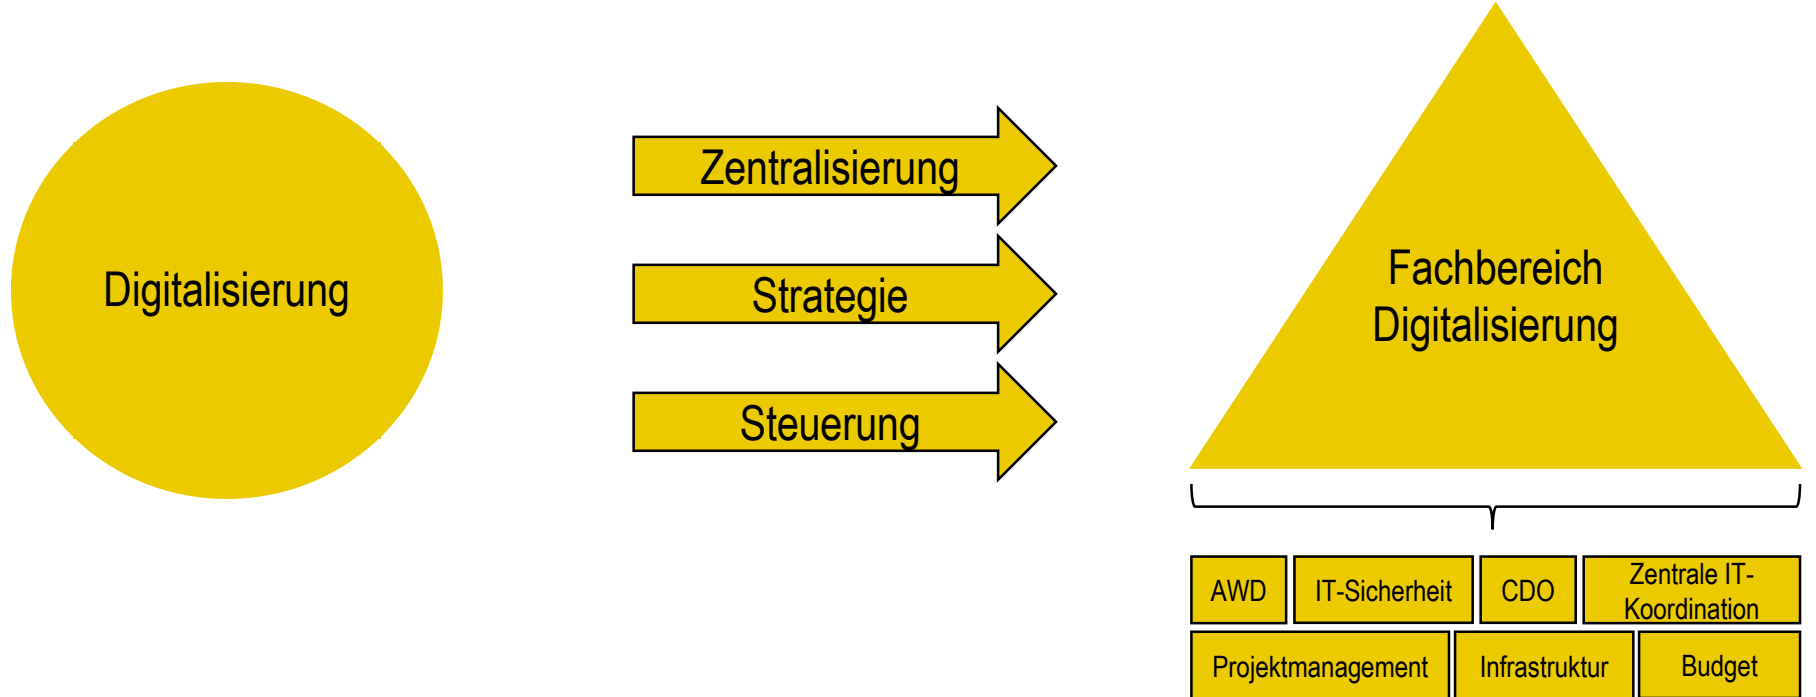 Digitalisierung
Zentralisierung
Strategie
Steuerung
Fachbereich
Digitalisierung
AWD
IT-Sicherheit
CDO
Zentrale IT-
Koordination
Projektmanagement
Infrastruktur
Budget